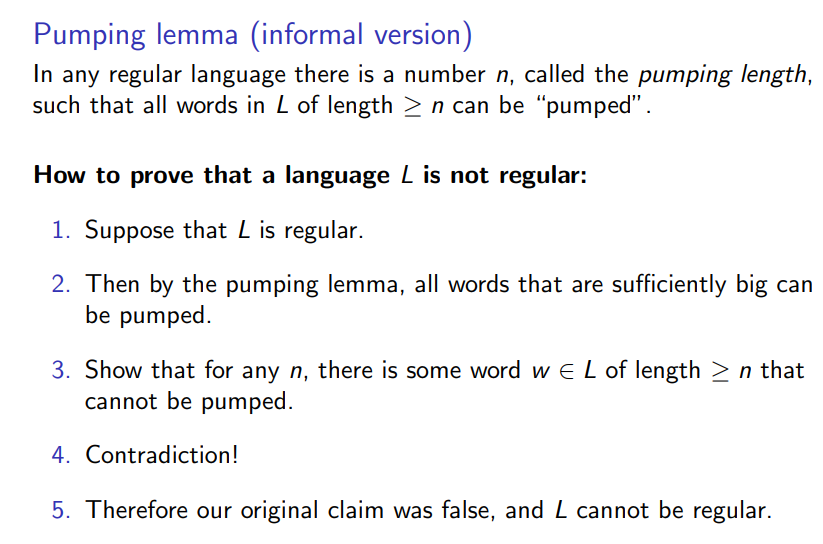 Pumping lemma (informal version)
In any regular language there is a number n, called the pumping length,
such that all words in L of length ≥ n can be “pumped”.
How to prove that a language L is not regular:
1. Suppose that L is regular.
2. Then by the pumping lemma, all words that are sufficiently big can
be pumped.
3. Show that for any n, there is some word w ∈ L of length ≥ n that
cannot be pumped.
4. Contradiction!
5. Therefore our original claim was false, and L cannot be regular.